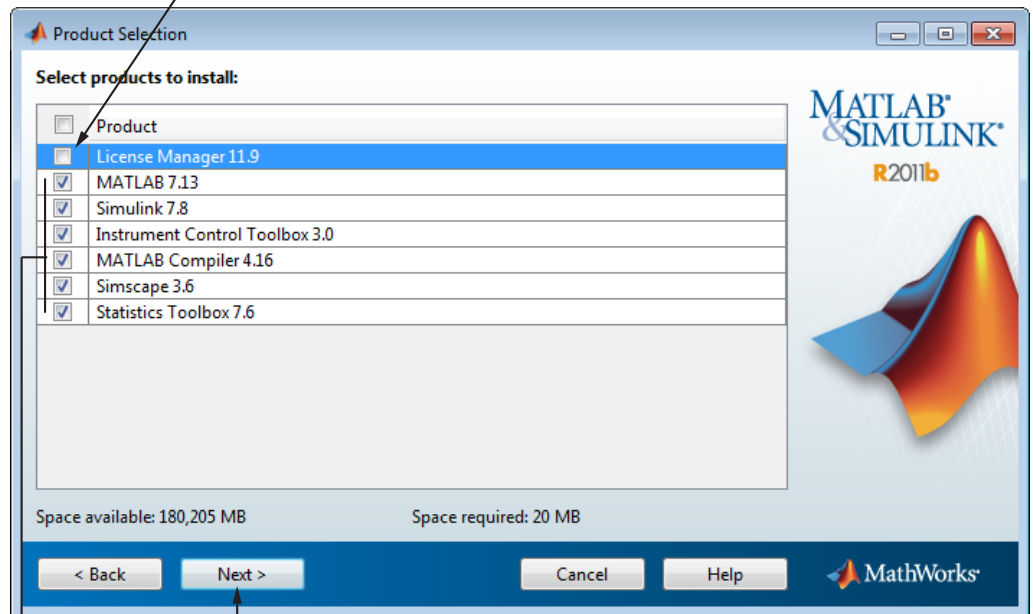 Product Selection
Select products to install:
MATLAB®
&SIMULINK®
R2011b
Product
License Manager 11.9
MATLAB 7.13
Simulink 7.8
Instrument Control Toolbox 3.0
MATLAB Compiler 4.16
Simscape 3.6
Statistics Toolbox 7.6
Space available: 180,205 MB Space required: 20 MB
< Back Next > Cancel Help MathWorks®